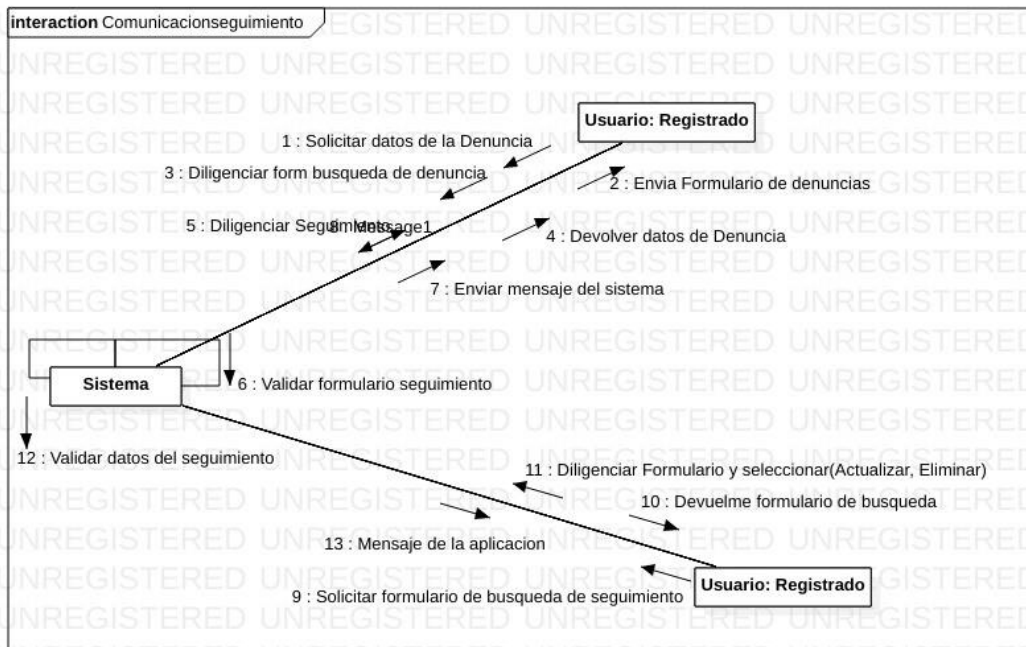 interaction Comunicacionseguimiento
Usuario: Registrado
1 : Solicitar datos de la Denuncia
3 : Diligenciar form busqueda de denuncia
2 : Envia Formulario de denuncias
5 : Diligenciar Seguimiento
8 : Message1
4 : Devolver datos de Denuncia
7 : Enviar mensaje del sistema
Sistema
6 : Validar formulario seguimiento
12 : Validar datos del seguimiento
11 : Diligenciar Formulario y seleccionar(Actualizar, Eliminar)
10 : Devuelme formulario de busqueda
13 : Mensaje de la aplicacion
Usuario: Registrado
9 : Solicitar formulario de busqueda de seguimiento
UNREGISTERED